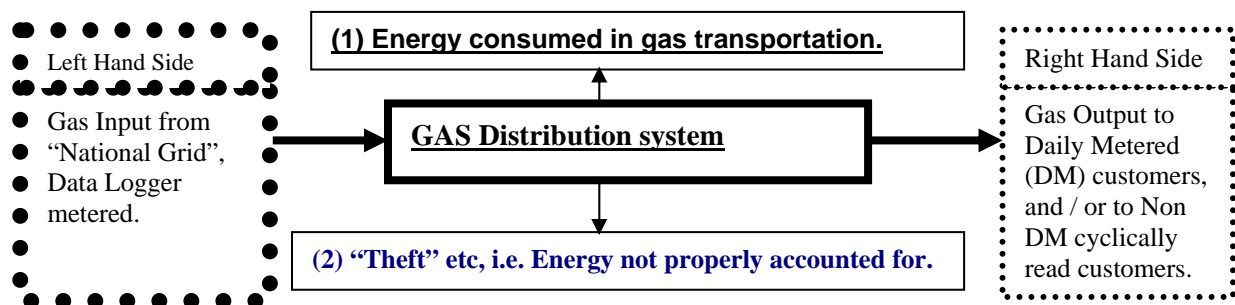 Left Hand Side
Gas Input from
“National Grid”,
Data Logger
metered.
(1) Energy consumed in gas transportation.
GAS Distribution system
(2) “Theft” etc, i.e. Energy not properly accounted for.
Right Hand Side
Gas Output to
Daily Metered
(DM) customers,
and / or to Non
DM cyclically
read customers.